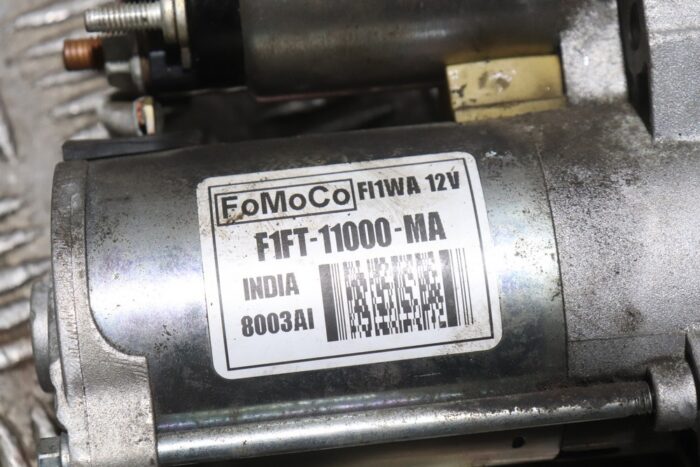 FoMoCo FI1WA 12V
F1FT-11000-MA
INDIA
8003AI